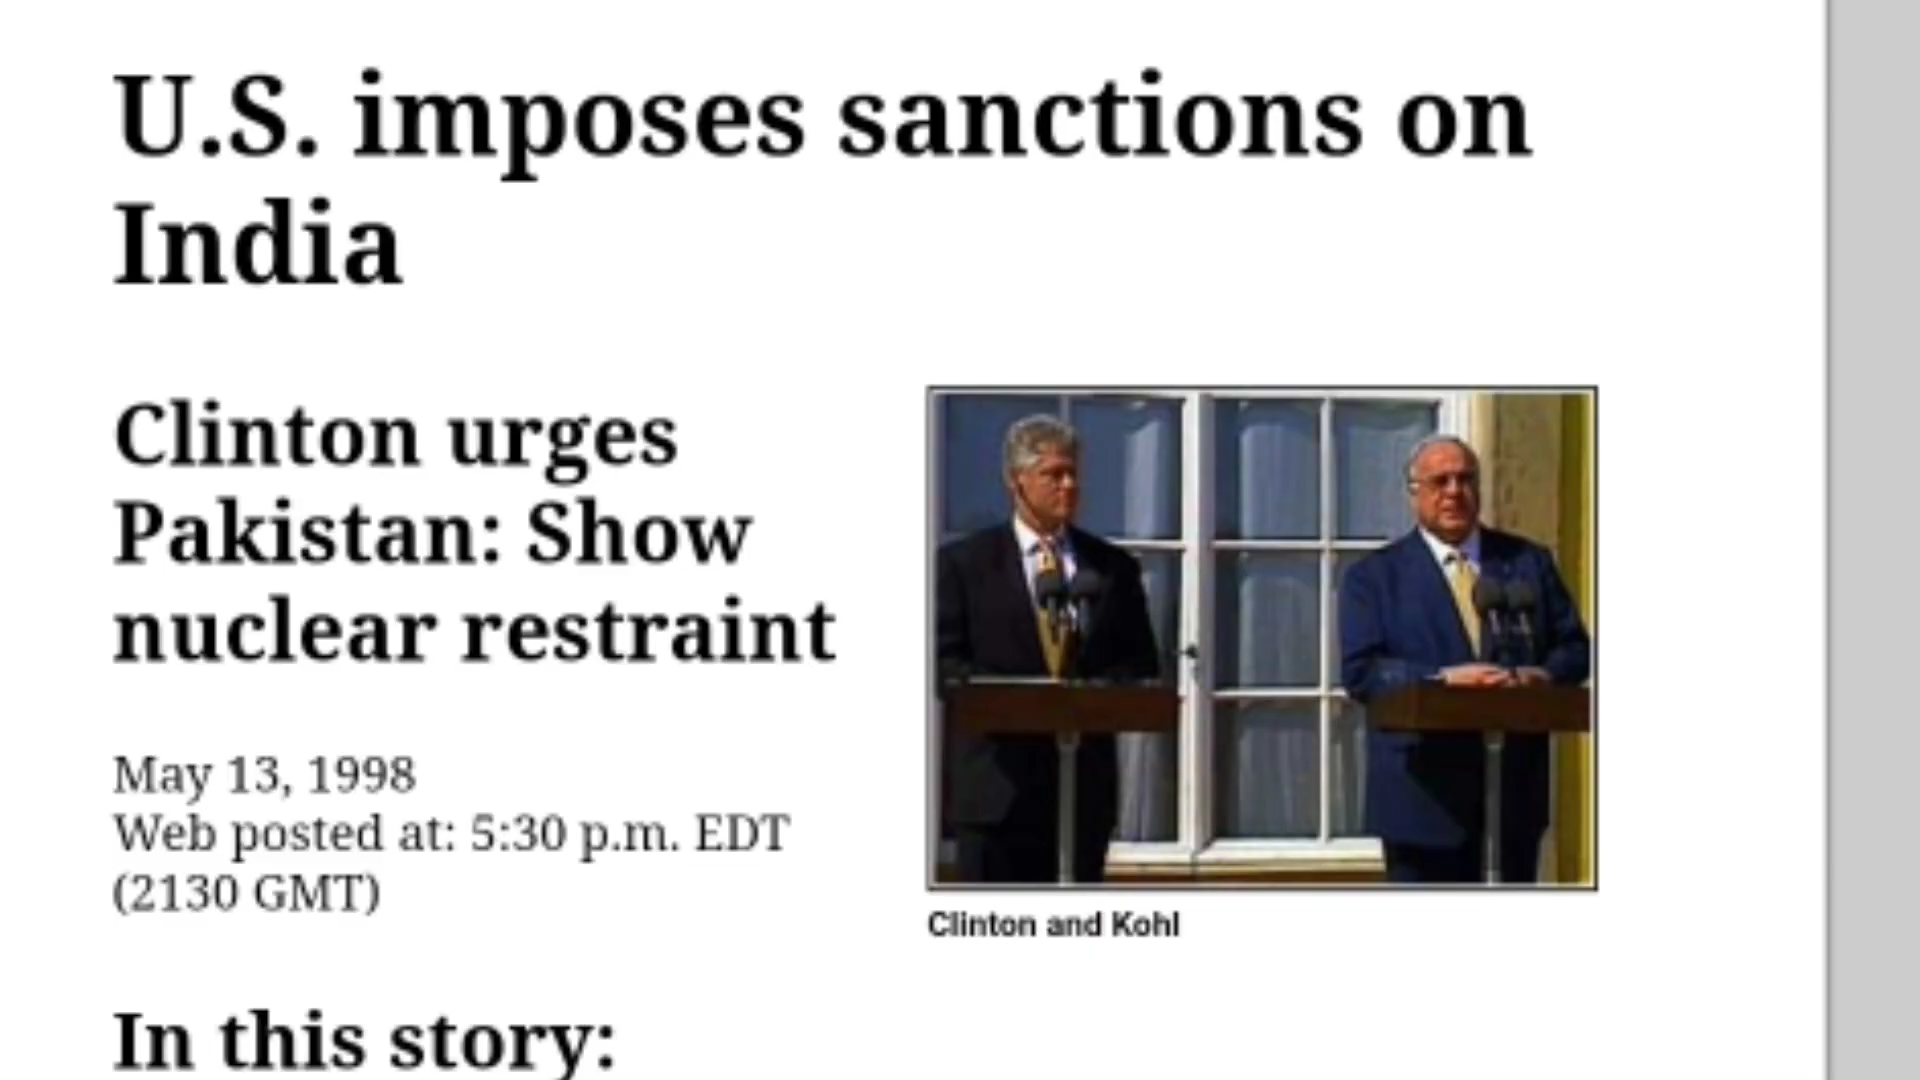 U.S. imposes sanctions on
India
Clinton urges
Pakistan: Show
nuclear restraint
May 13, 1998
Web posted at: 5:30 p.m. EDT
(2130 GMT)
Clinton and Kohl
In this story: